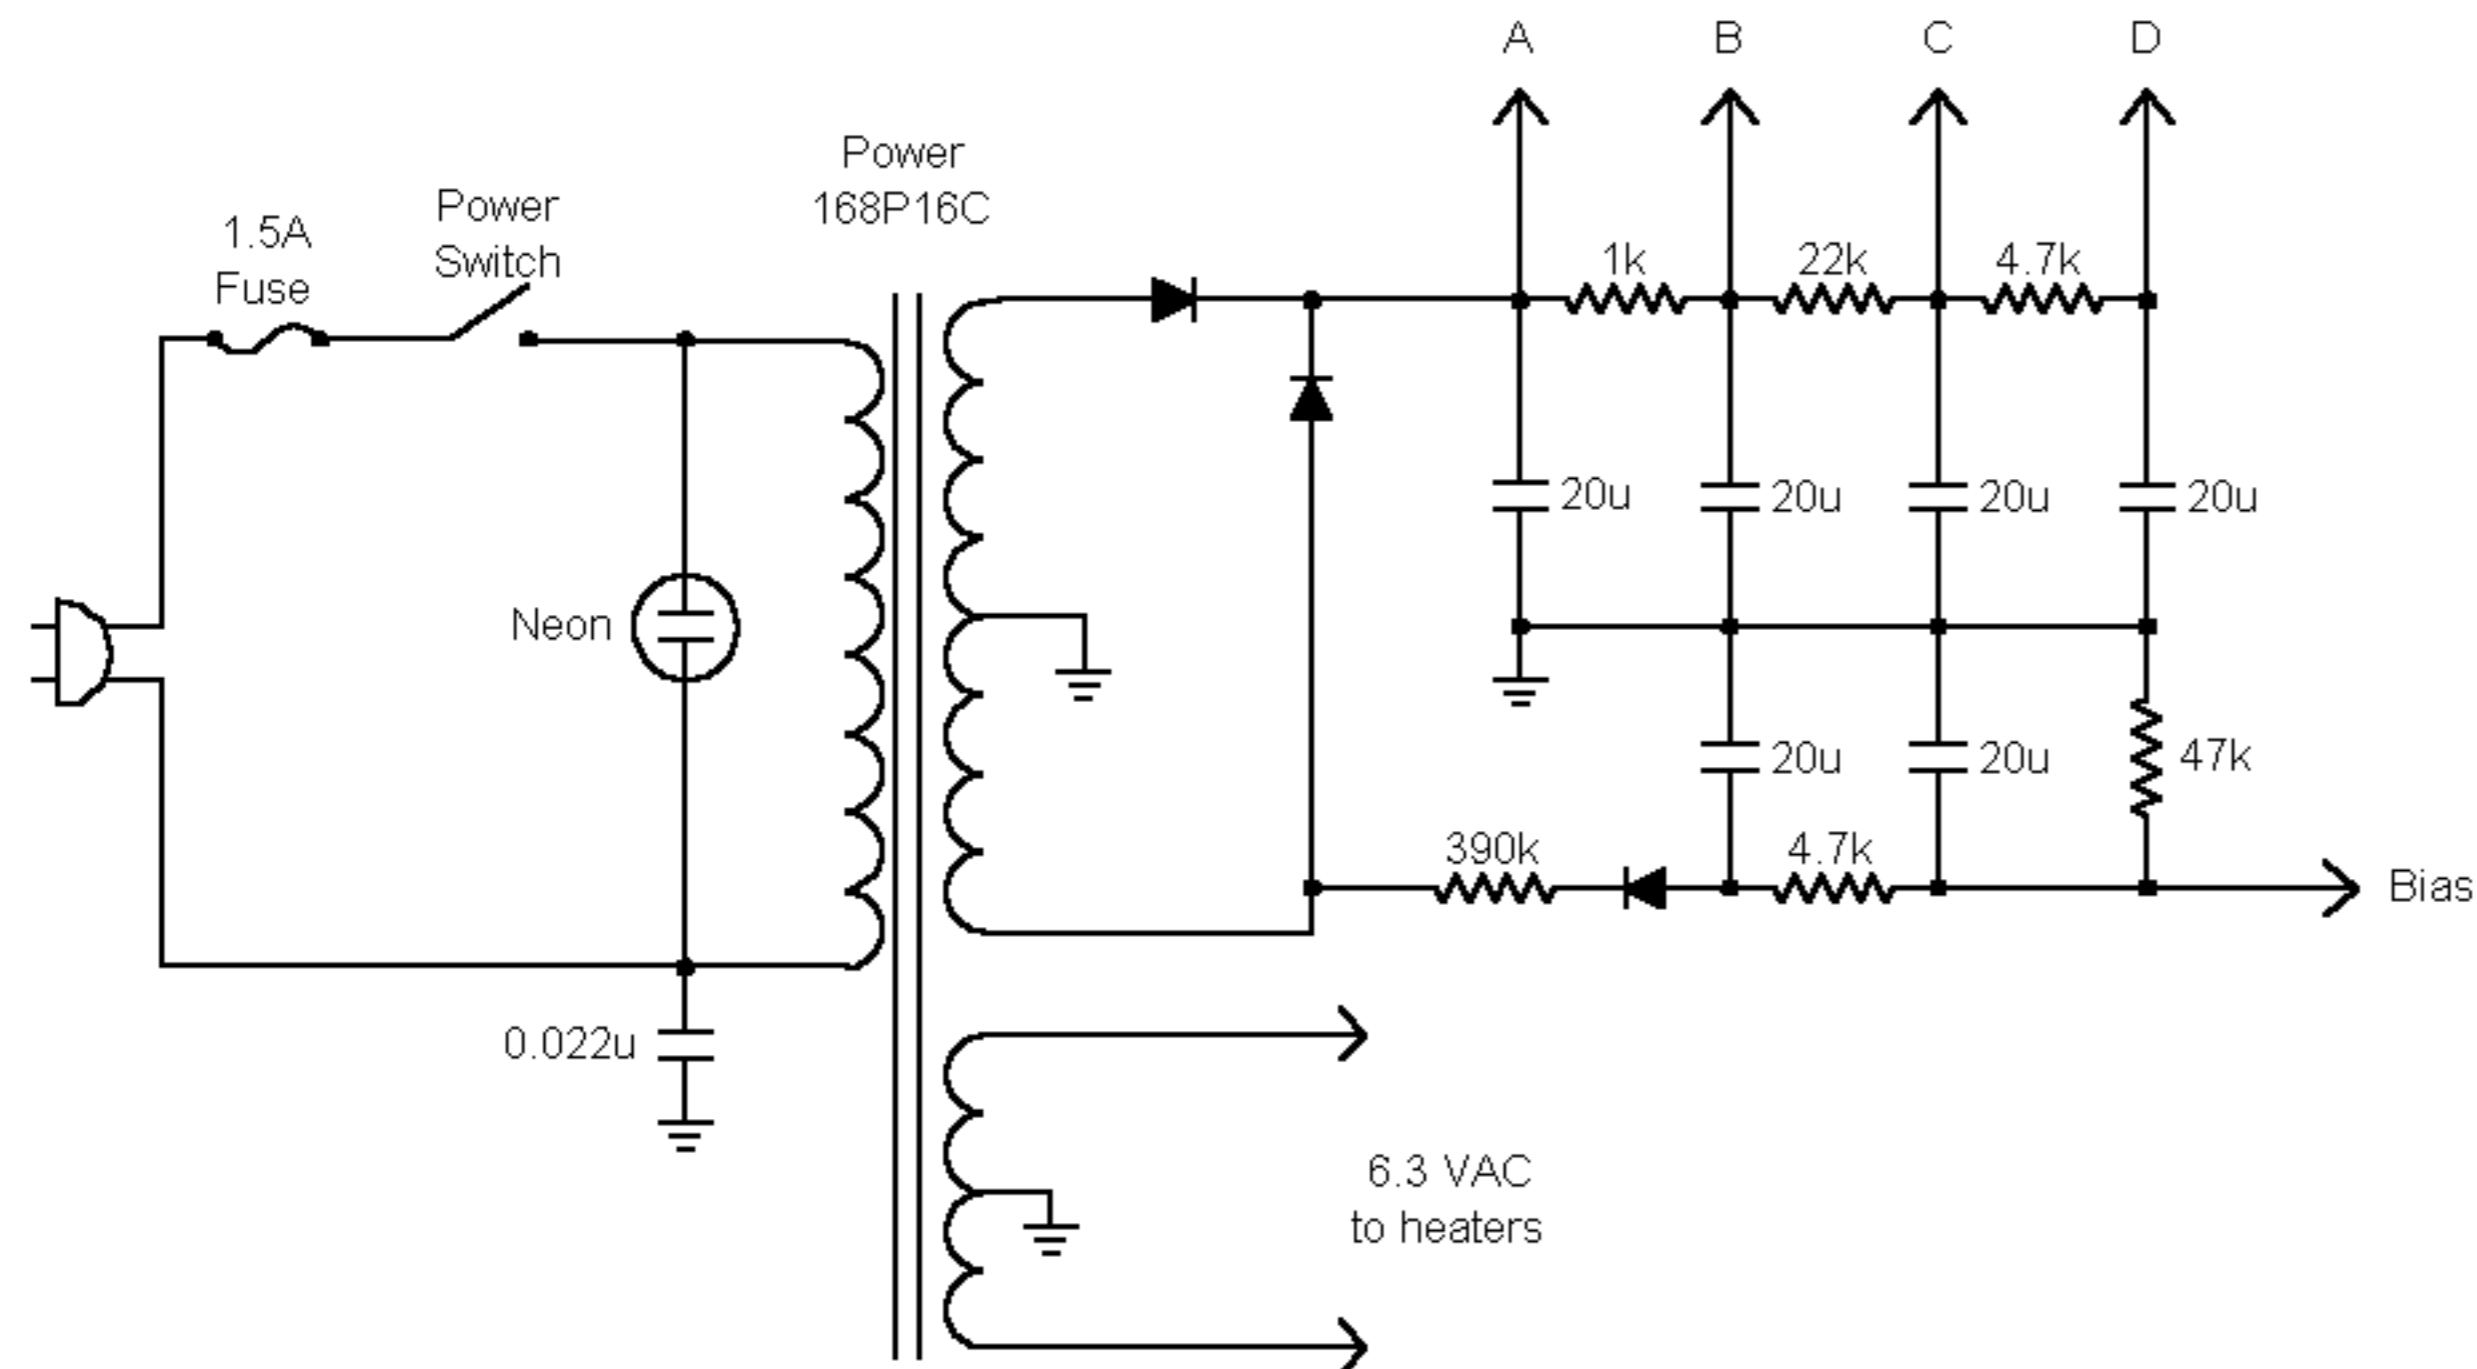 A
B
C
D
Power
168P16C
Power
Switch
1.5A
Fuse
1k
22k
4.7k
20u
20u
20u
20u
Neon
20u
20u
47k
390k
4.7k
Bias
0.022u
6.3 VAC
to heaters